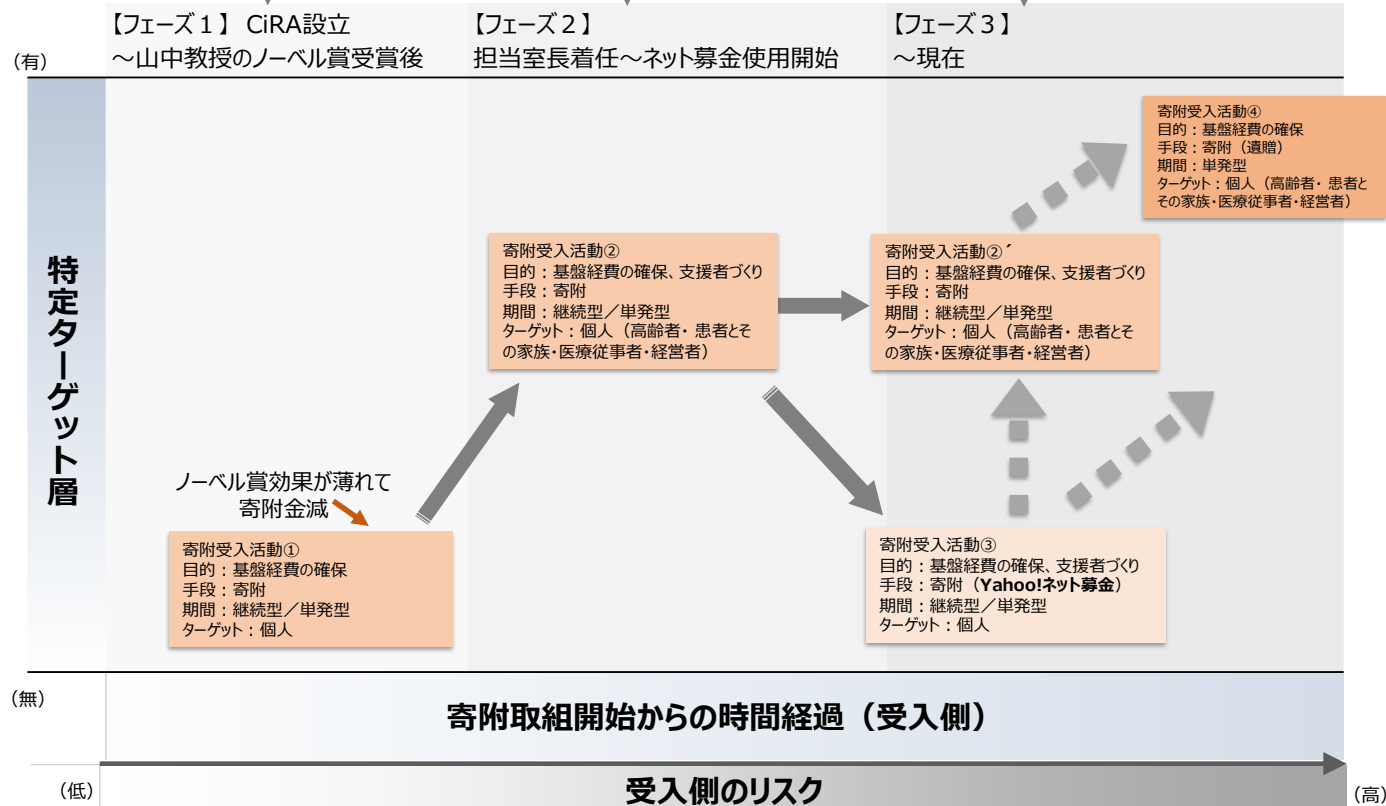 【フェーズ１】 CiRA設立
～山中教授のノーベル賞受賞後
【フェーズ２】
担当室長着任～ネット募金使用開始
【フェーズ３】
～現在
（有）
寄附受入活動④
目的：基盤経費の確保
手段：寄附（遺贈）
期間：単発型
ターゲット：個人（高齢者・患者と
その家族・医療従事者・経営者）
特定ターゲット層
寄附受入活動②
目的：基盤経費の確保、支援者づくり
手段：寄附
期間：継続型／単発型
ターゲット：個人（高齢者・患者とそ
の家族・医療従事者・経営者）
寄附受入活動②´
目的：基盤経費の確保、支援者づくり
手段：寄附
期間：継続型／単発型
ターゲット：個人（高齢者・患者とそ
の家族・医療従事者・経営者）
ノーベル賞効果が薄れて
寄附金減
寄附受入活動①
目的：基盤経費の確保
手段：寄附
期間：継続型／単発型
ターゲット：個人
寄附受入活動③
目的：基盤経費の確保、支援者づくり
手段：寄附（Yahoo!ネット募金）
期間：継続型／単発型
ターゲット：個人
（無）
寄附取組開始からの時間経過（受入側）
（低）
受入側のリスク
（高）